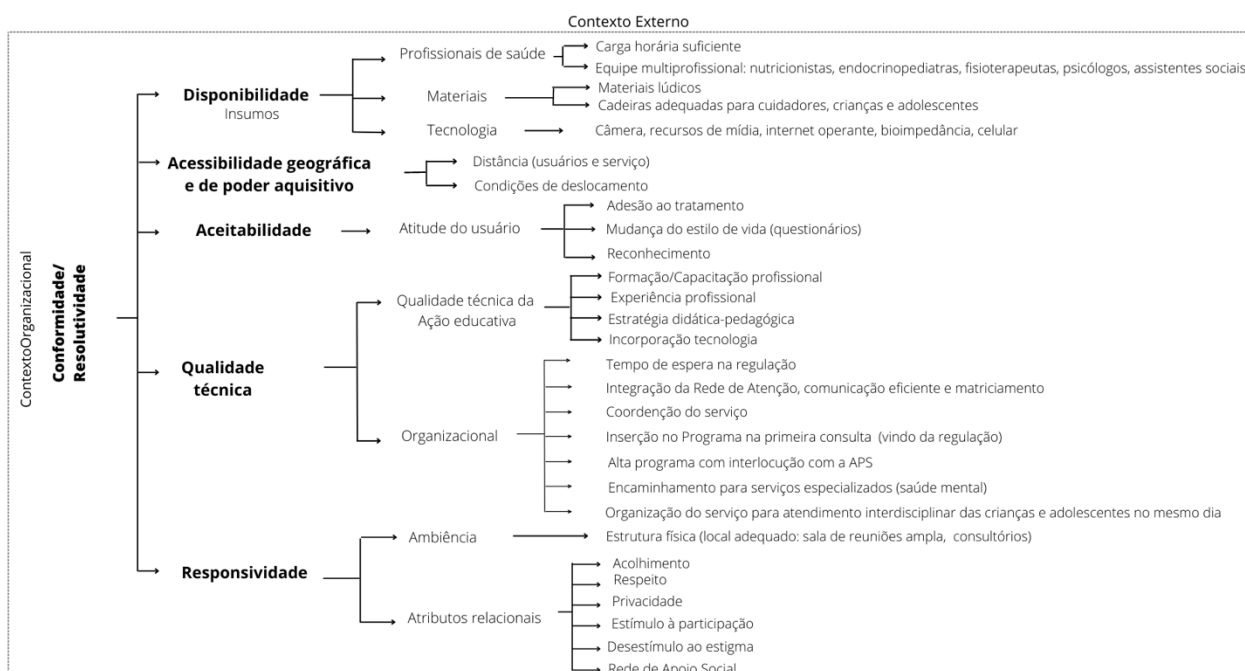 Contexto Externo
ContextoOrganizacional
Conformidade/
Resolutividade
Disponibilidade
Insumos
Profissionais de saúde
Carga horária suficiente
Equipe multiprofissional: nutricionistas, endocrinopediatras, fisioterapeutas, psicólogos, assistentes sociais
Materiais
Materiais lúdicos
Cadeiras adequadas para cuidadores, crianças e adolescentes
Tecnologia
Câmera, recursos de mídia, internet operante, bioimpedância, celular
Acessibilidade geográfica
e de poder aquisitivo
Distância (usuários e serviço)
Condições de deslocamento
Aceitabilidade
Atitude do usuário
Adesão ao tratamento
Mudança do estilo de vida (questionários)
Reconhecimento
Qualidade
técnica
Qualidade técnica da
Ação educativa
Formação/Capacitação profissional
Experiência profissional
Estratégia didática-pedagógica
Incorporação tecnologia
Organizacional
Tempo de espera na regulação
Integração da Rede de Atenção, comunicação eficiente e matriciamento
Coordenção do serviço
Inserção no Programa na primeira consulta (vindo da regulação)
Alta programa com interlocução com a APS
Encaminhamento para serviços especializados (saúde mental)
Organização do serviço para atendimento interdisciplinar das crianças e adolescentes no mesmo dia
Responsividade
Ambiência
Estrutura física (local adequado: sala de reuniões ampla, consultórios)
Atributos relacionais
Acolhimento
Respeito
Privacidade
Estímulo à participação
Desestímulo ao estigma
Rede de Apoio Social